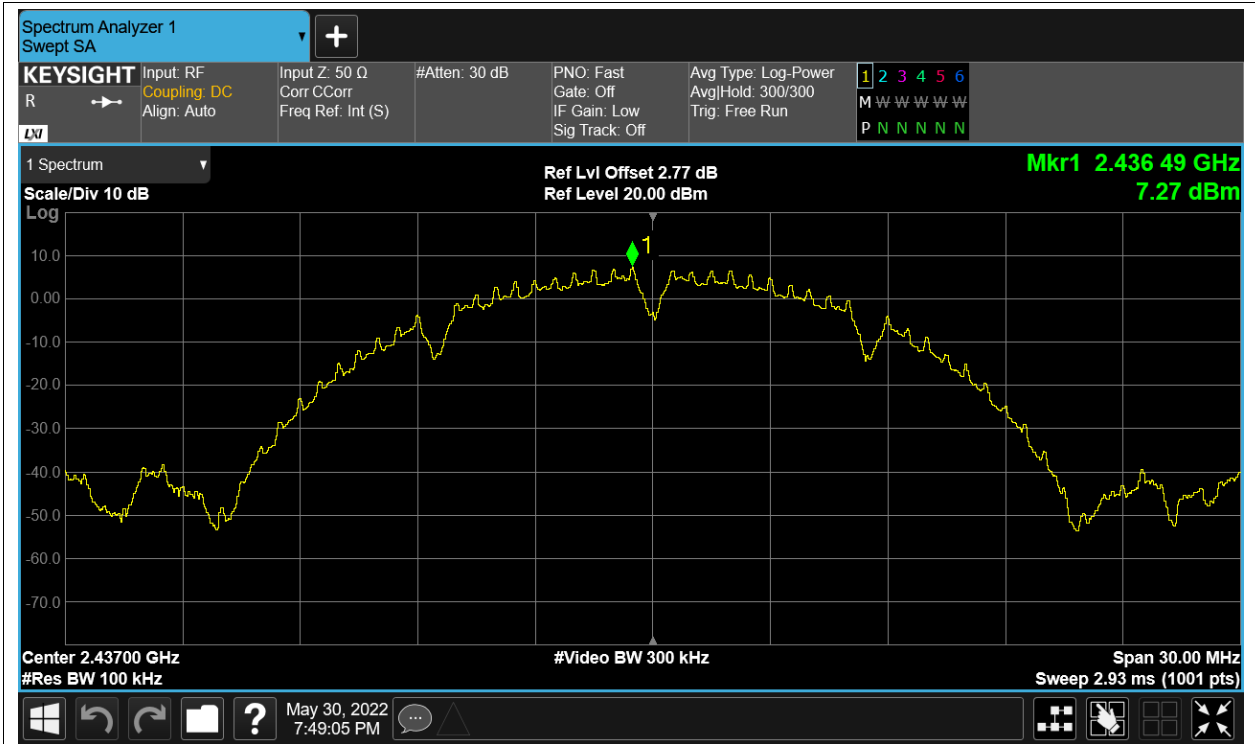 Spectrum Analyzer 1
Swept SA
+
KEYSIGHT
R
LXI
Input: RF
Coupling: DC
Align: Auto
Input Z: 50 Ω
Corr CCorr
Freq Ref: Int (S)
#Atten: 30 dB
PNO: Fast
Gate: Off
IF Gain: Low
Sig Track: Off
Avg Type: Log-Power
Avg|Hold: 300/300
Trig: Free Run
1 2 3 4 5 6
M W W W W W
P N N N N N
1 Spectrum
Scale/Div 10 dB
Log
Ref Lvl Offset 2.77 dB
Ref Level 20.00 dBm
Mkr1 2.436 49 GHz
7.27 dBm
1
10.0
0.00
-10.0
-20.0
-30.0
-40.0
-50.0
-60.0
-70.0
Center 2.43700 GHz
#Res BW 100 kHz
#Video BW 300 kHz
Span 30.00 MHz
Sweep 2.93 ms (1001 pts)
?
May 30, 2022
7:49:05 PM